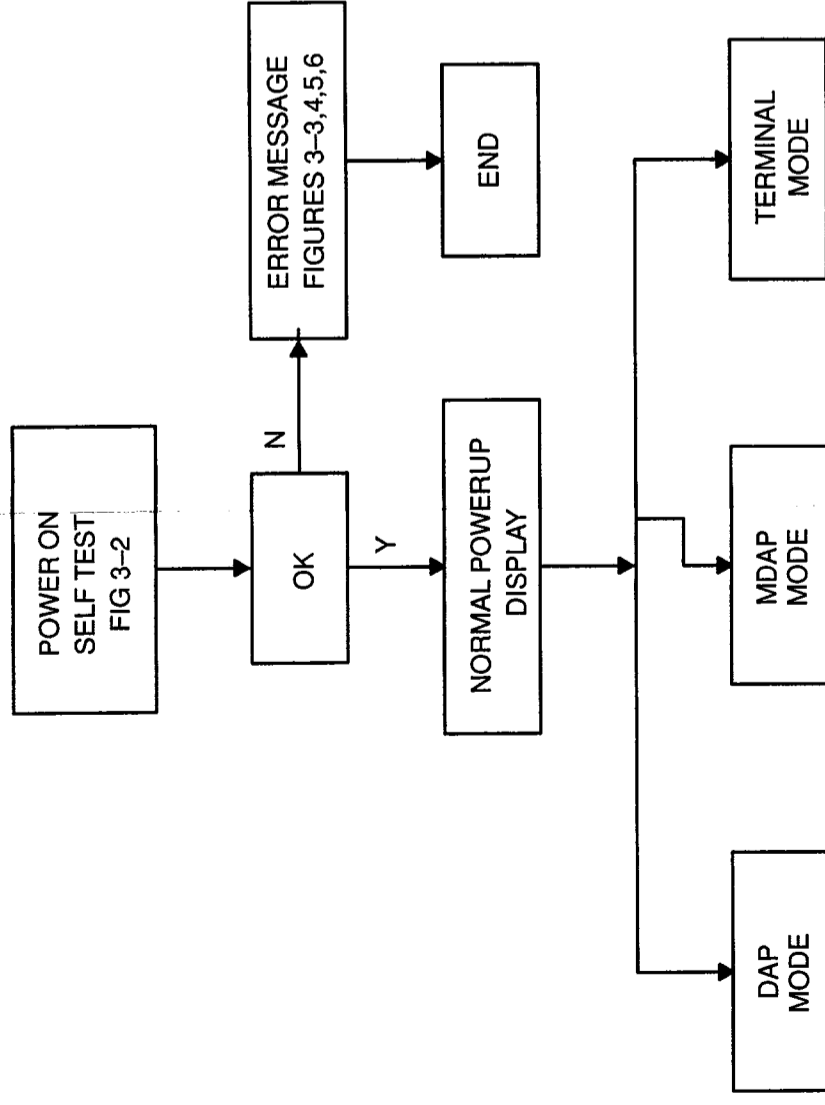 POWER ON
SELF TEST
FIG 3–2
OK
N
ERROR MESSAGE
FIGURES 3–3,4,5,6
END
Y
NORMAL POWERUP
DISPLAY
DAP
MODE
MDAP
MODE
TERMINAL
MODE